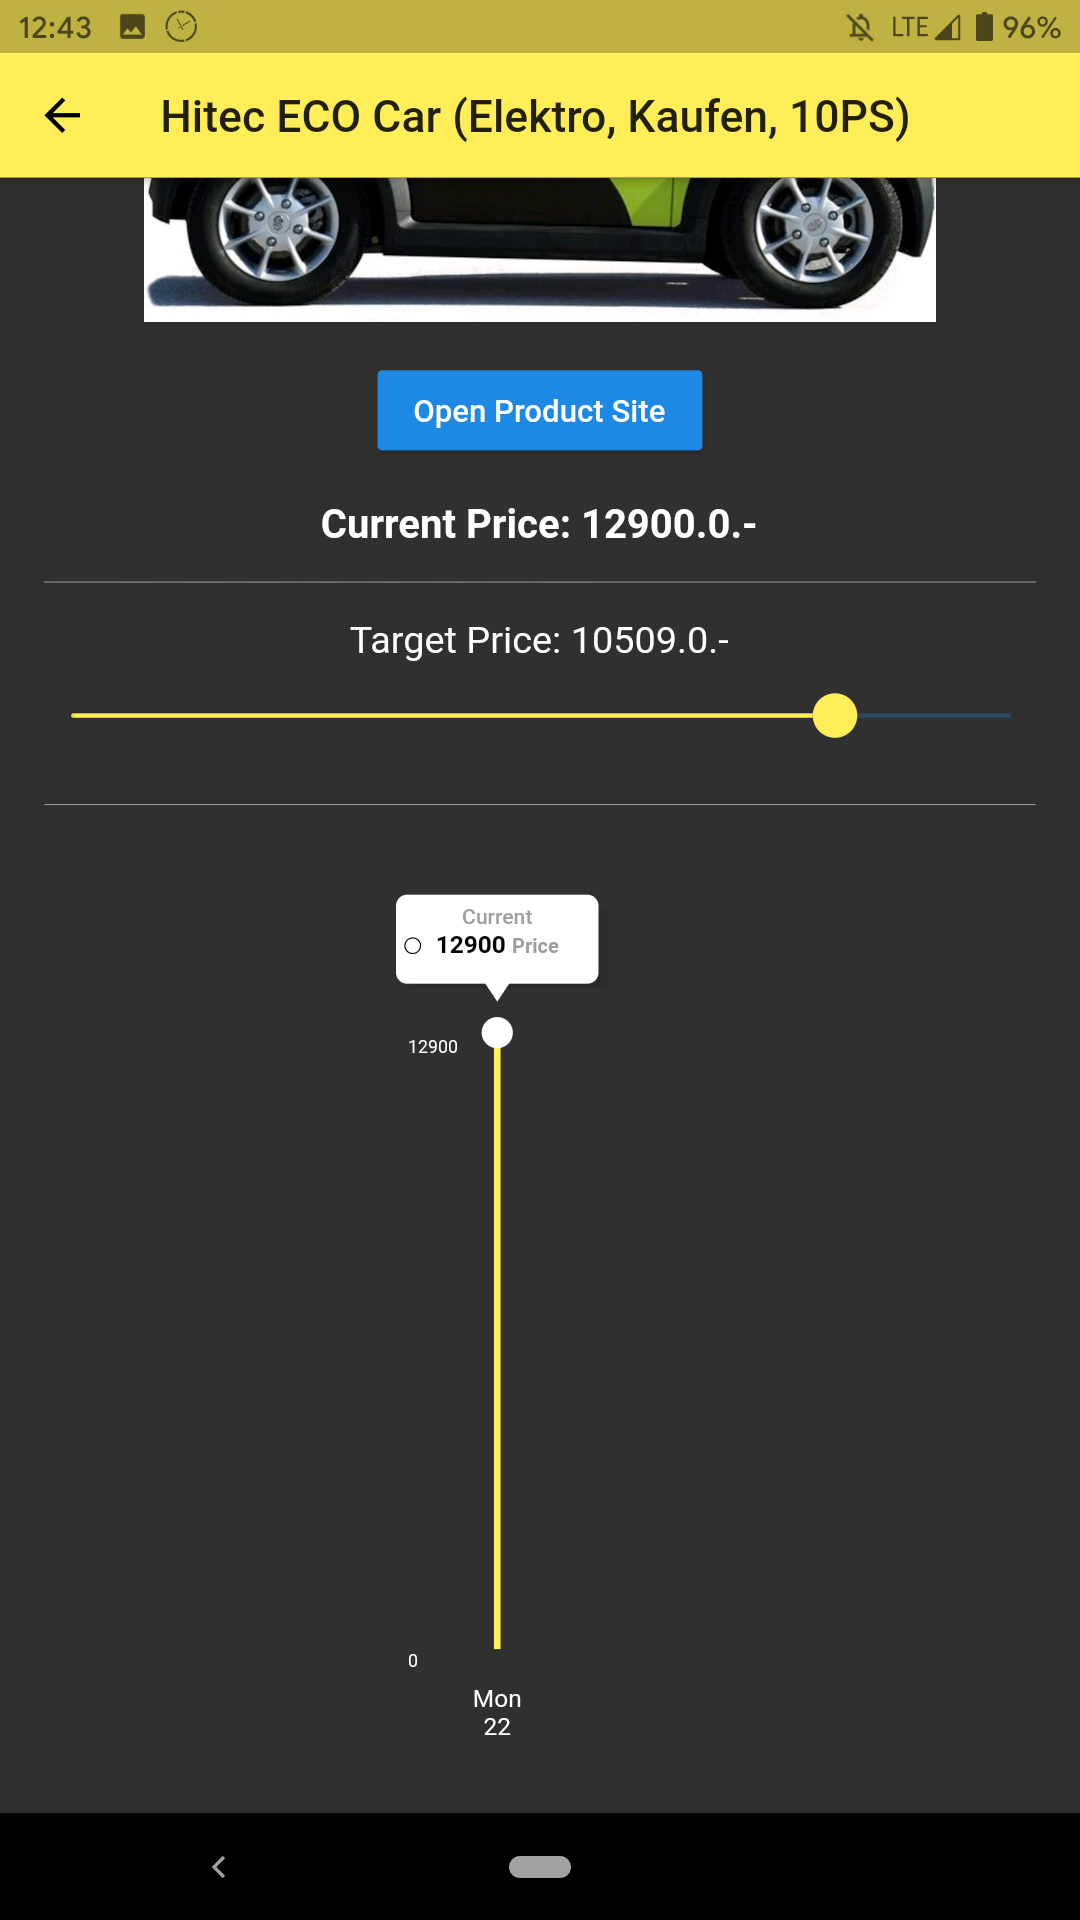 12:43 LTE 96%
Hitec ECO Car (Elektro, Kaufen, 10PS)
Open Product Site
Current Price: 12900.0.-
Target Price: 10509.0.-
Current
12900 Price
12900
0
Mon
22